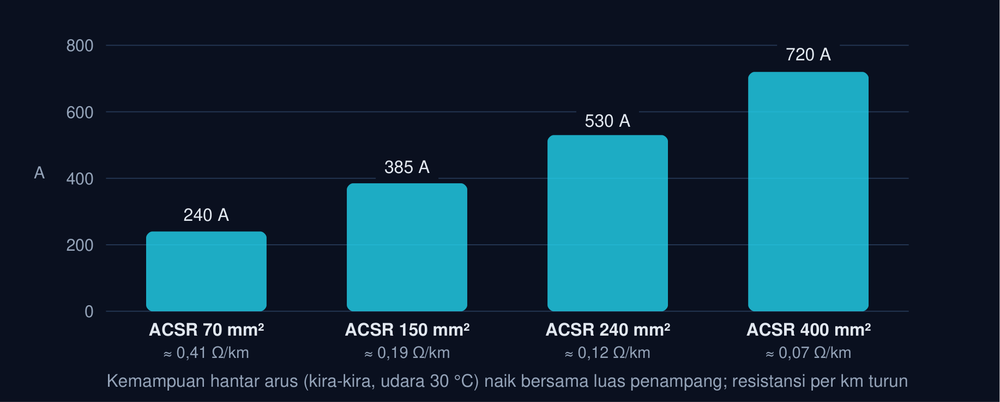 800
720 A
600
530 A
A
400
385 A
240 A
200
0
ACSR 70 mm² ACSR 150 mm² ACSR 240 mm² ACSR 400 mm²
≈ 0,41 Ω/km ≈ 0,19 Ω/km ≈ 0,12 Ω/km ≈ 0,07 Ω/km
Kemampuan hantar arus (kira-kira, udara 30 °C) naik bersama luas penampang; resistansi per km turun